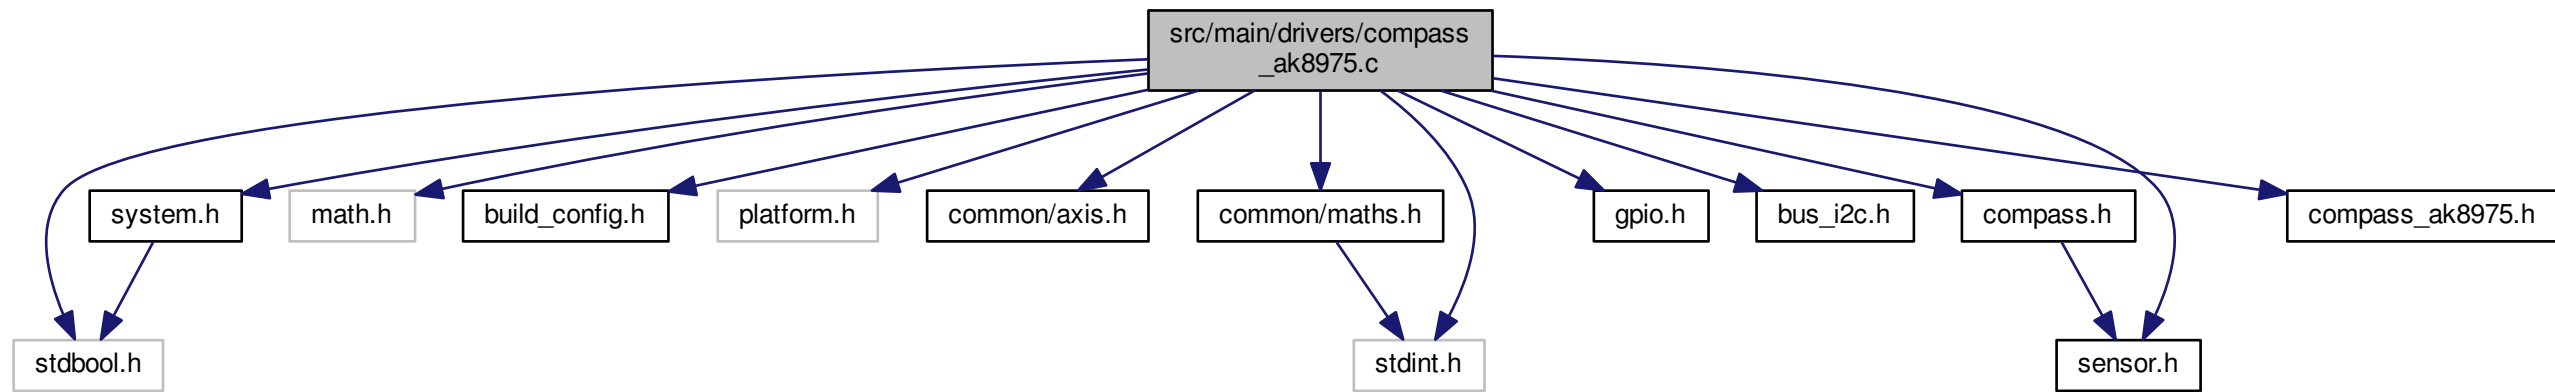 src/main/drivers/compass
_ak8975.c
system.h
math.h
build_config.h
platform.h
common/axis.h
common/maths.h
gpio.h
bus_i2c.h
compass.h
compass_ak8975.h
stdbool.h
stdint.h
sensor.h